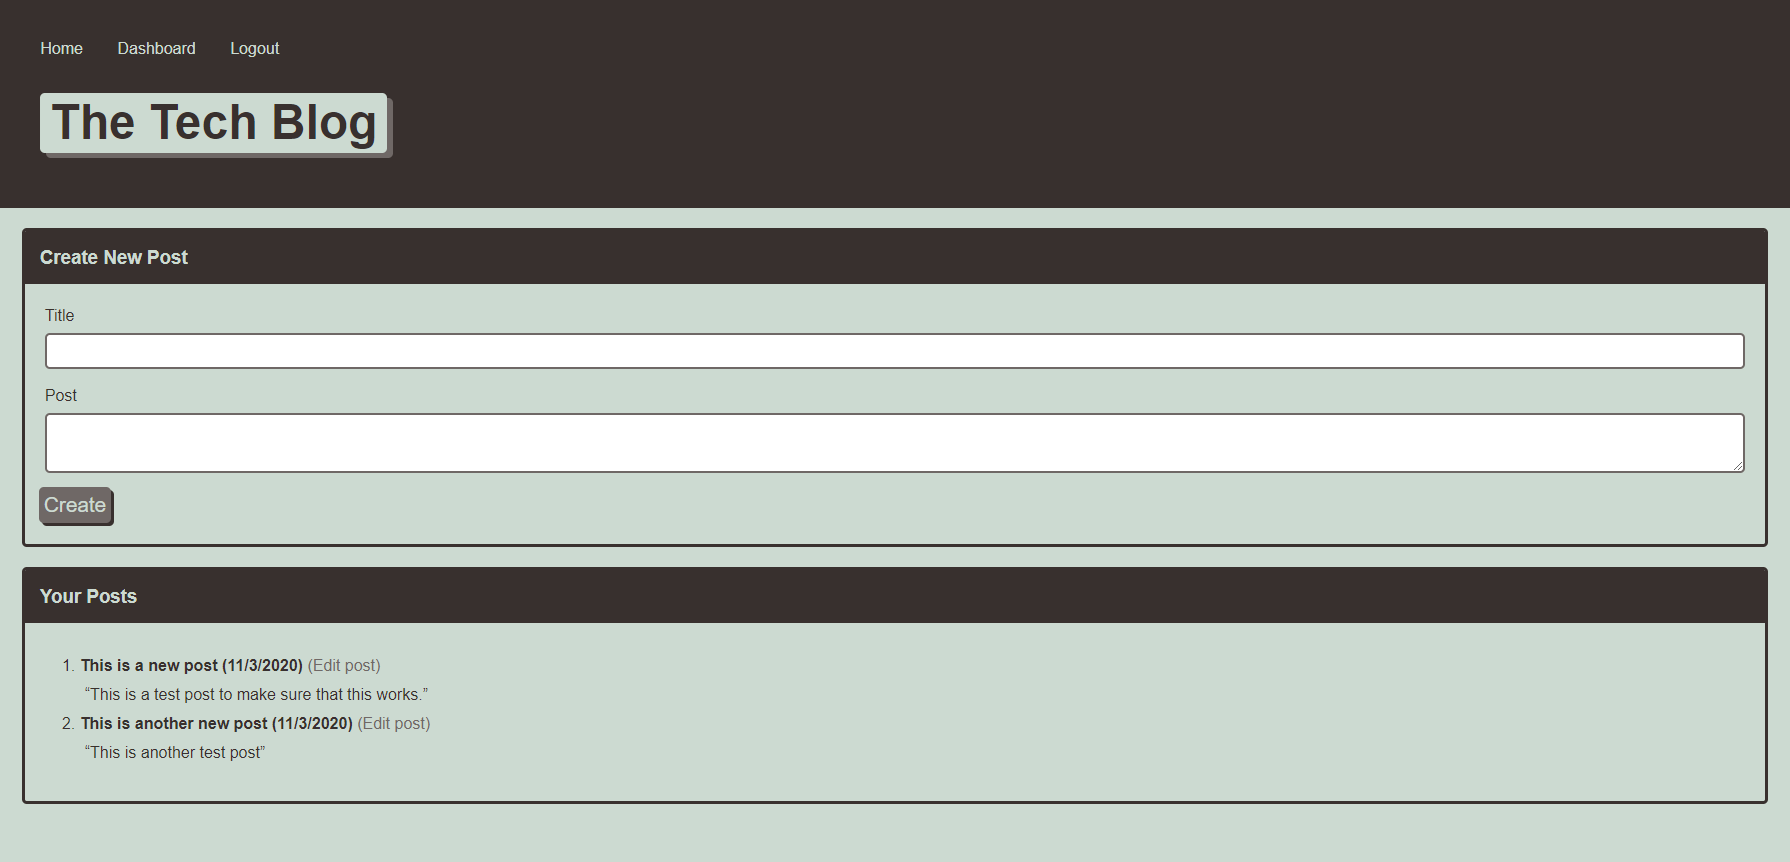 Home Dashboard Logout
The Tech Blog
Create New Post
Title
Post
Create
Your Posts
1. This is a new post (11/3/2020) (Edit post)
“This is a test post to make sure that this works.”
2. This is another new post (11/3/2020) (Edit post)
“This is another test post”